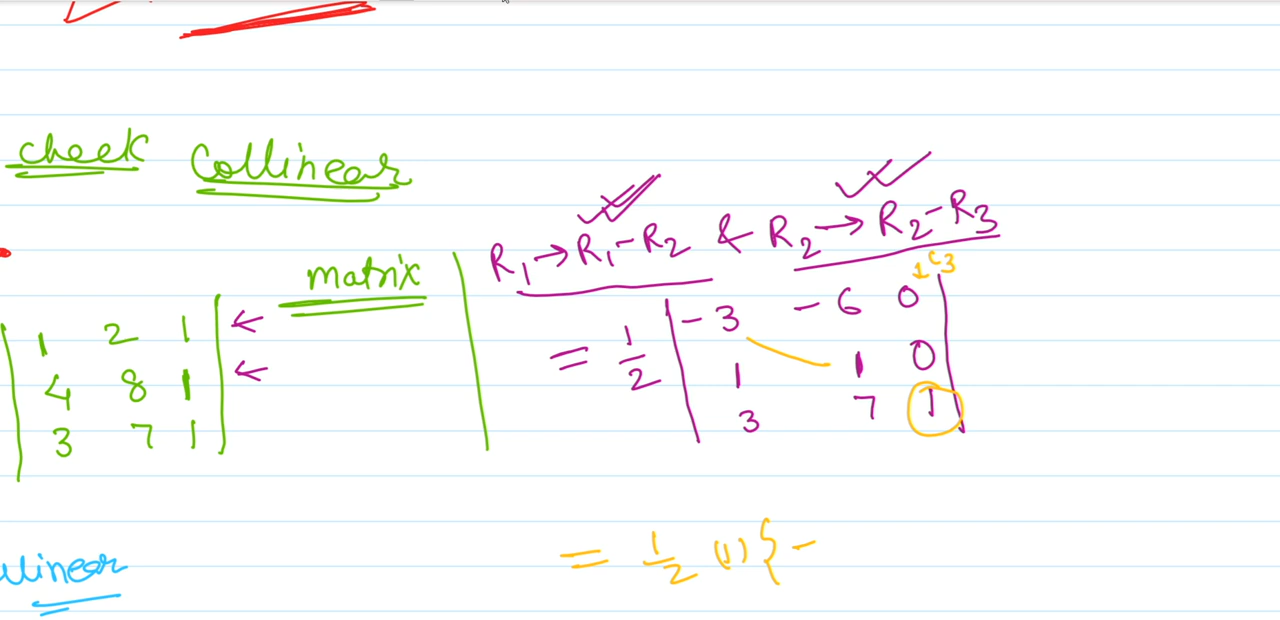 check Collinear
R₁→R₁-R₂ & R₂→R₂-R₃
matrix
1 c3
| 1 2 1 | ←
| 4 8 1 | ←
| 3 7 1 |
= 1/2 | -3 -6 0 |
| 1 1 0 |
| 3 7 1 |
= 1/2 (1) { -
llinear